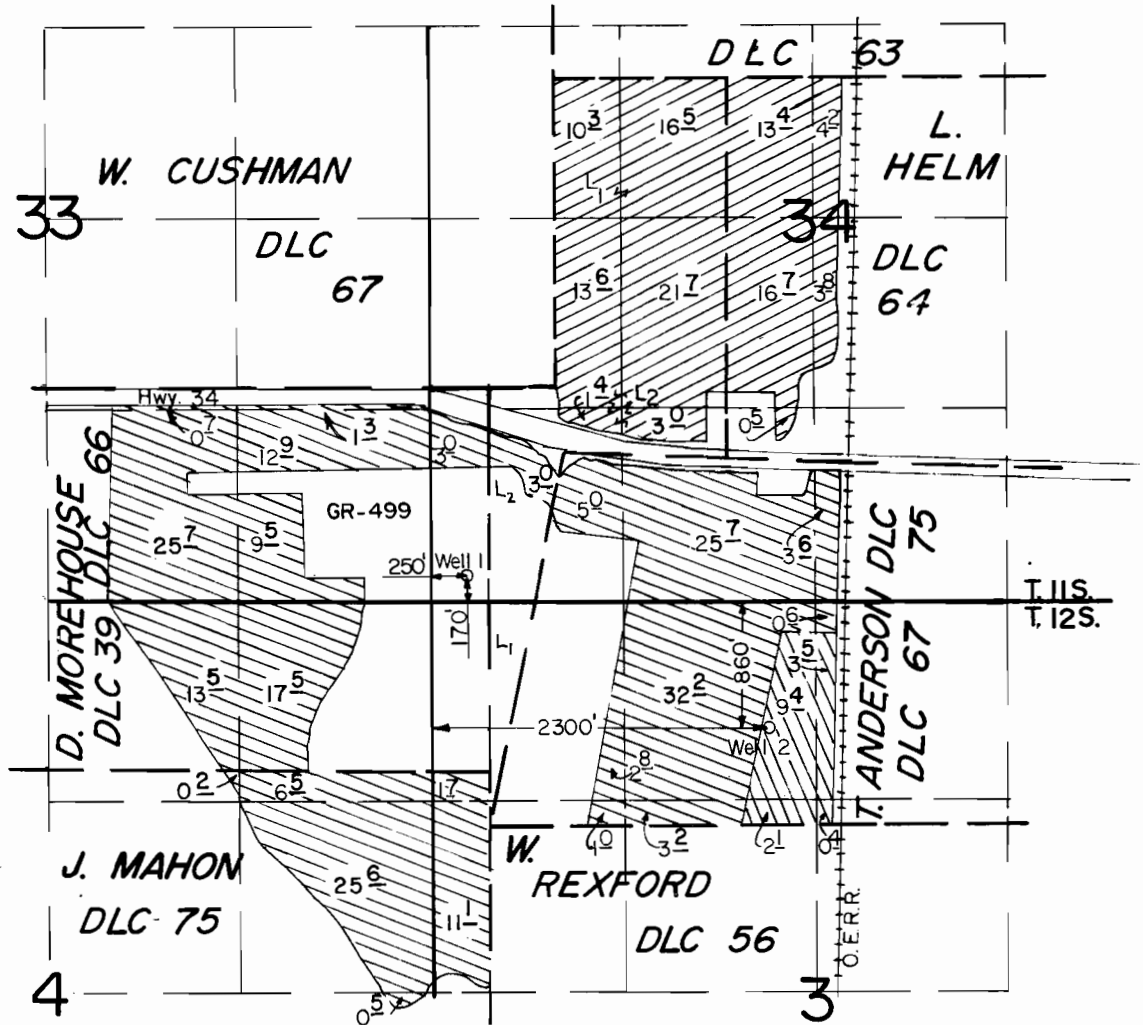 DLC 63
10 3 16 5 13 4 4 2
L.
HELM
W. CUSHMAN
L1
33
34
DLC
67
DLC
64
13 6 21 7 16 7 3 8
Hwy. 34
1 4 L2
3 0 0 5
0 7 1 3
12 9 3 0
3 0
L2
5 0
GR-499
25 7 9 5
25 7
3 6
D. MOREHOUSE
DLC 39 DLC 66
250' Well 1
170'
T. 11S.
T. 12S.
T. ANDERSON DLC 75
DLC 67
0 6
L1
3 5
860
13 5 17 5
32 2
9 4
2300'
Well 2
2 8
0 2 6 5 1 7
1 0 3 2 2 1 0 4
W.
REXFORD
J. MAHON
DLC 75
25 6
11 1
DLC 56
O.E.R.R.
4
3
0 5